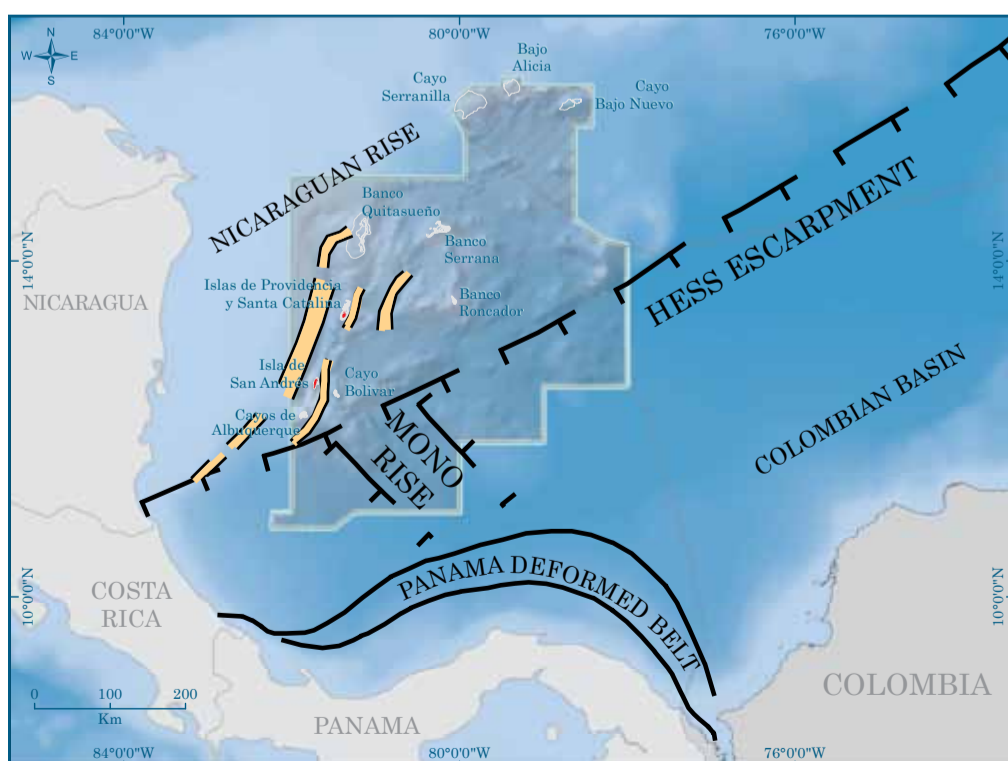 84°0'0"W
80°0'0"W
76°0'0"W
N
W
E
S
Bajo
Alicia
Cayo
Serranilla
Cayo
Bajo Nuevo
NICARAGUAN RISE
Banco
Quitasueño
Banco
Serrana
HESS ESCARPMENT
14°0'0"N
14°0'0"N
NICARAGUA
Islas de Providencia
y Santa Catalina
Banco
Roncador
Isla de
San Andrés
Cayo
Bolivar
Cayos de
Albuquerque
MONO
RISE
COLOMBIAN BASIN
PANAMA DEFORMED BELT
10°0'0"N
10°0'0"N
COSTA
RICA
0
100
200
Km
PANAMA
COLOMBIA
84°0'0"W
80°0'0"W
76°0'0"W